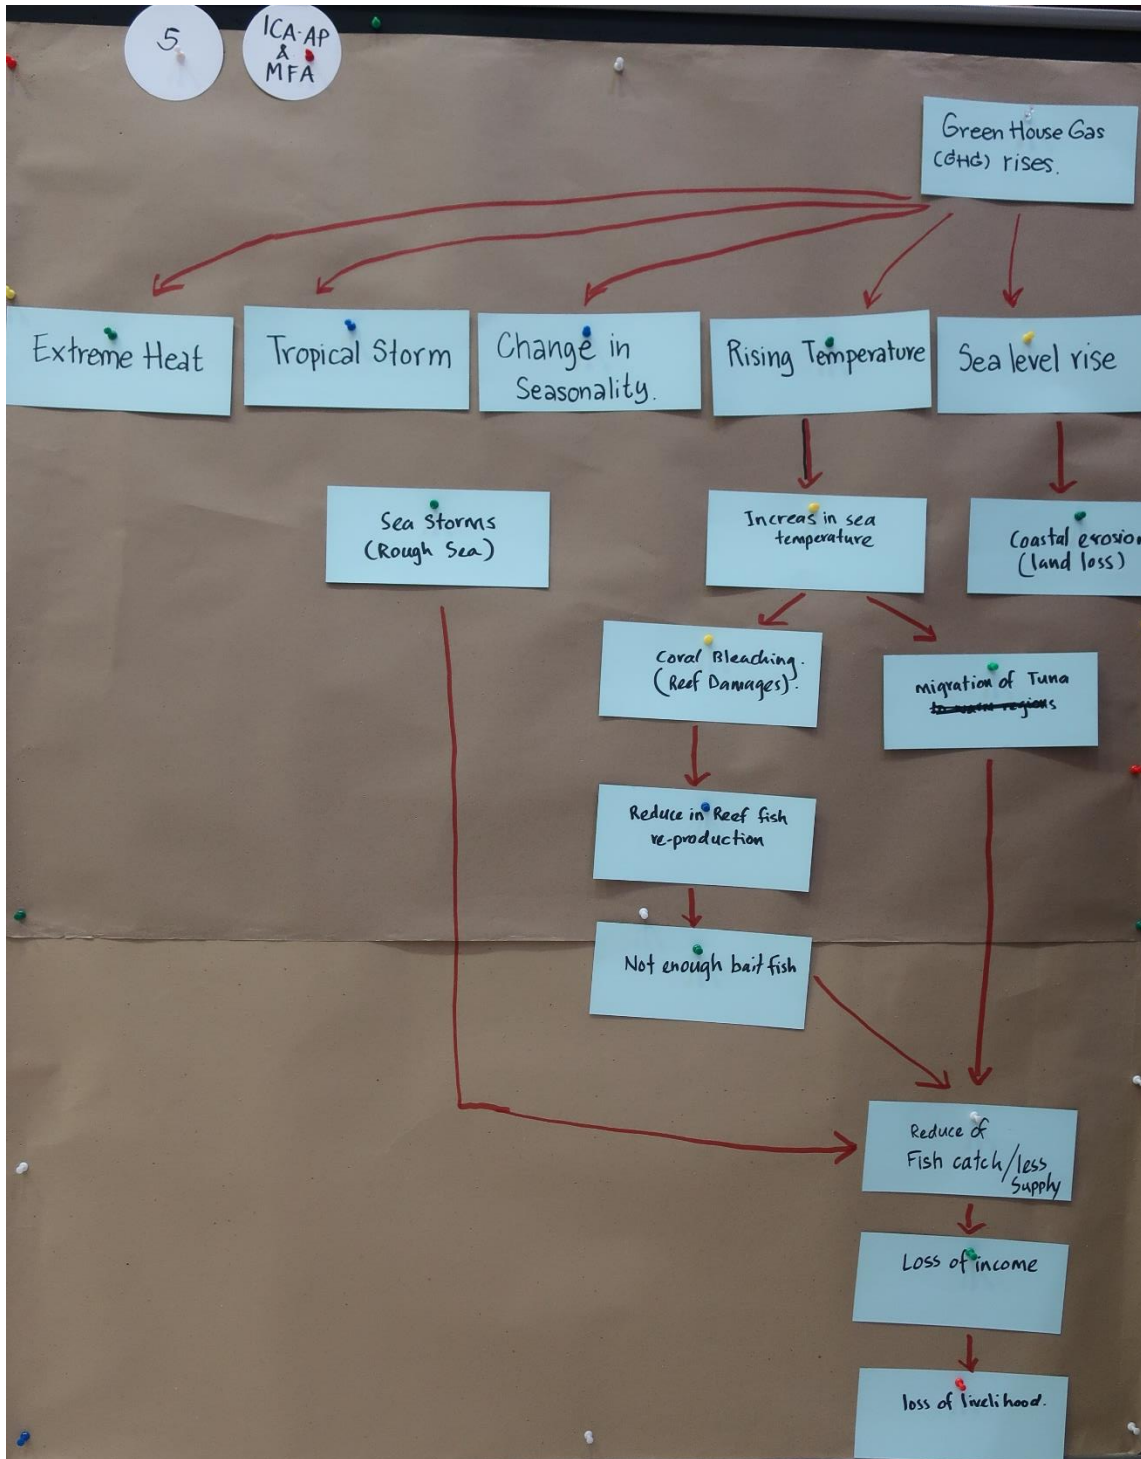 5
ICA-AP
&
MFA
Green House Gas
(GHG) rises.
Extreme Heat
Tropical Storm
Change in
Seasonality.
Rising Temperature
Sea level rise
Sea Storms
(Rough Sea)
Increas in sea
temperature
Coastal erosion
(land loss)
Coral Bleaching.
(Reef Damages).
migration of Tuna
to warm regions
Reduce in Reef fish
re-production
Not enough bait fish
Reduce of
Fish catch/less
Supply
Loss of income
loss of livelihood.